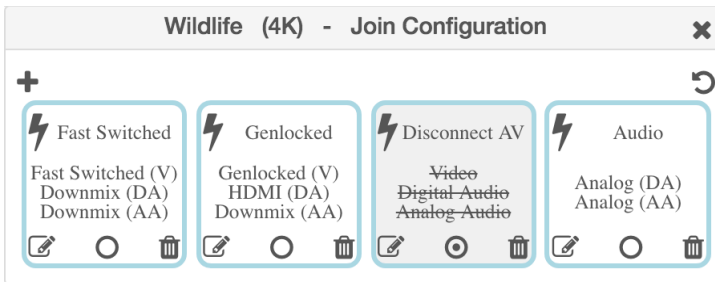 Wildlife (4K) - Join Configuration
Fast Switched
Fast Switched (V)
Downmix (DA)
Downmix (AA)
Genlocked
Genlocked (V)
HDMI (DA)
Downmix (AA)
Disconnect AV
Video
Digital Audio
Analog Audio
Audio
Analog (DA)
Analog (AA)